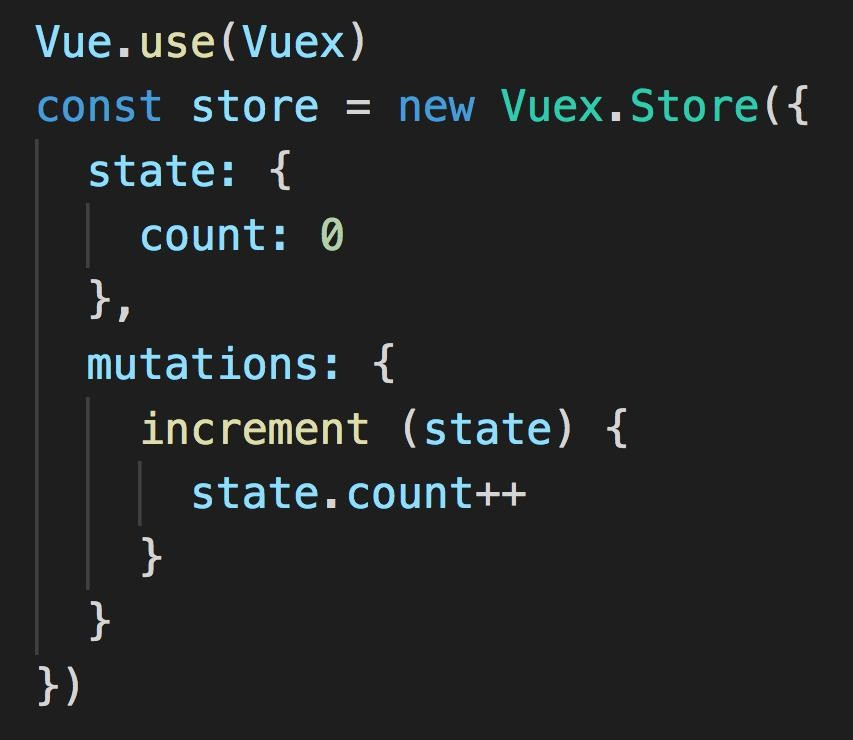 Vue.use(Vuex)
const store = new Vuex.Store({
  state: {
    count: 0
  },
  mutations: {
    increment (state) {
      state.count++
    }
  }
})